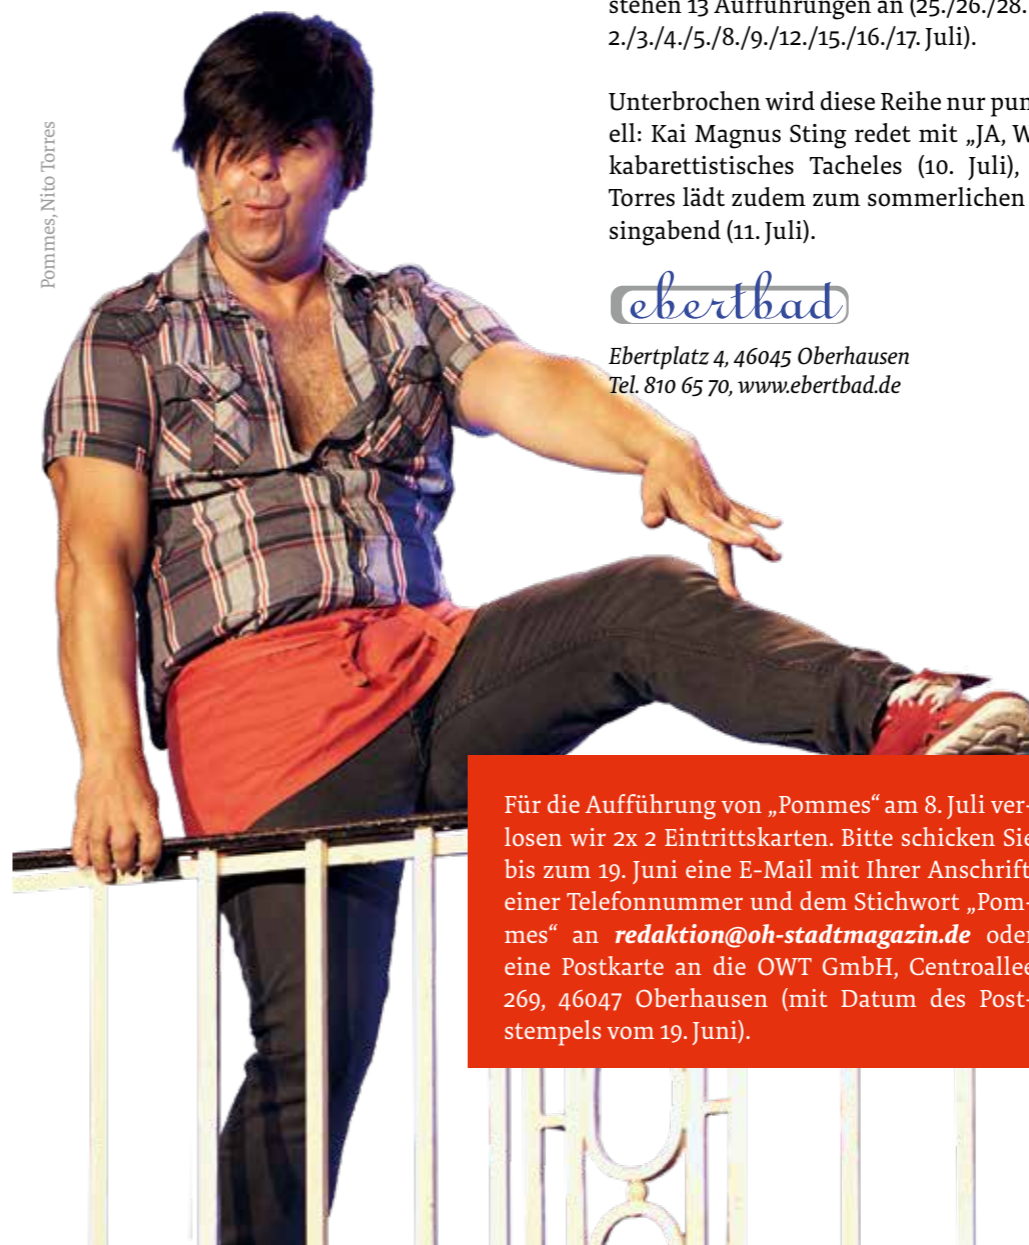 stehen 13 Aufführungen an (25./26./28.
2./3./4./5./8./9./12./15./16./17. Juli).
Unterbrochen wird diese Reihe nur pun
ell: Kai Magnus Sting redet mit „JA, W
kabarettistisches Tacheles (10. Juli),
Torres lädt zudem zum sommerlichen
singabend (11. Juli).
ebertbad
Ebertplatz 4, 46045 Oberhausen
Tel. 810 65 70, www.ebertbad.de
Pommes, Nito Torres
Für die Aufführung von „Pommes“ am 8. Juli ver-
losen wir 2x 2 Eintrittskarten. Bitte schicken Sie
bis zum 19. Juni eine E-Mail mit Ihrer Anschrift
einer Telefonnummer und dem Stichwort „Pom-
mes“ an redaktion@oh-stadtmagazin.de oder
eine Postkarte an die OWT GmbH, Centroallee
269, 46047 Oberhausen (mit Datum des Post-
stempels vom 19. Juni).